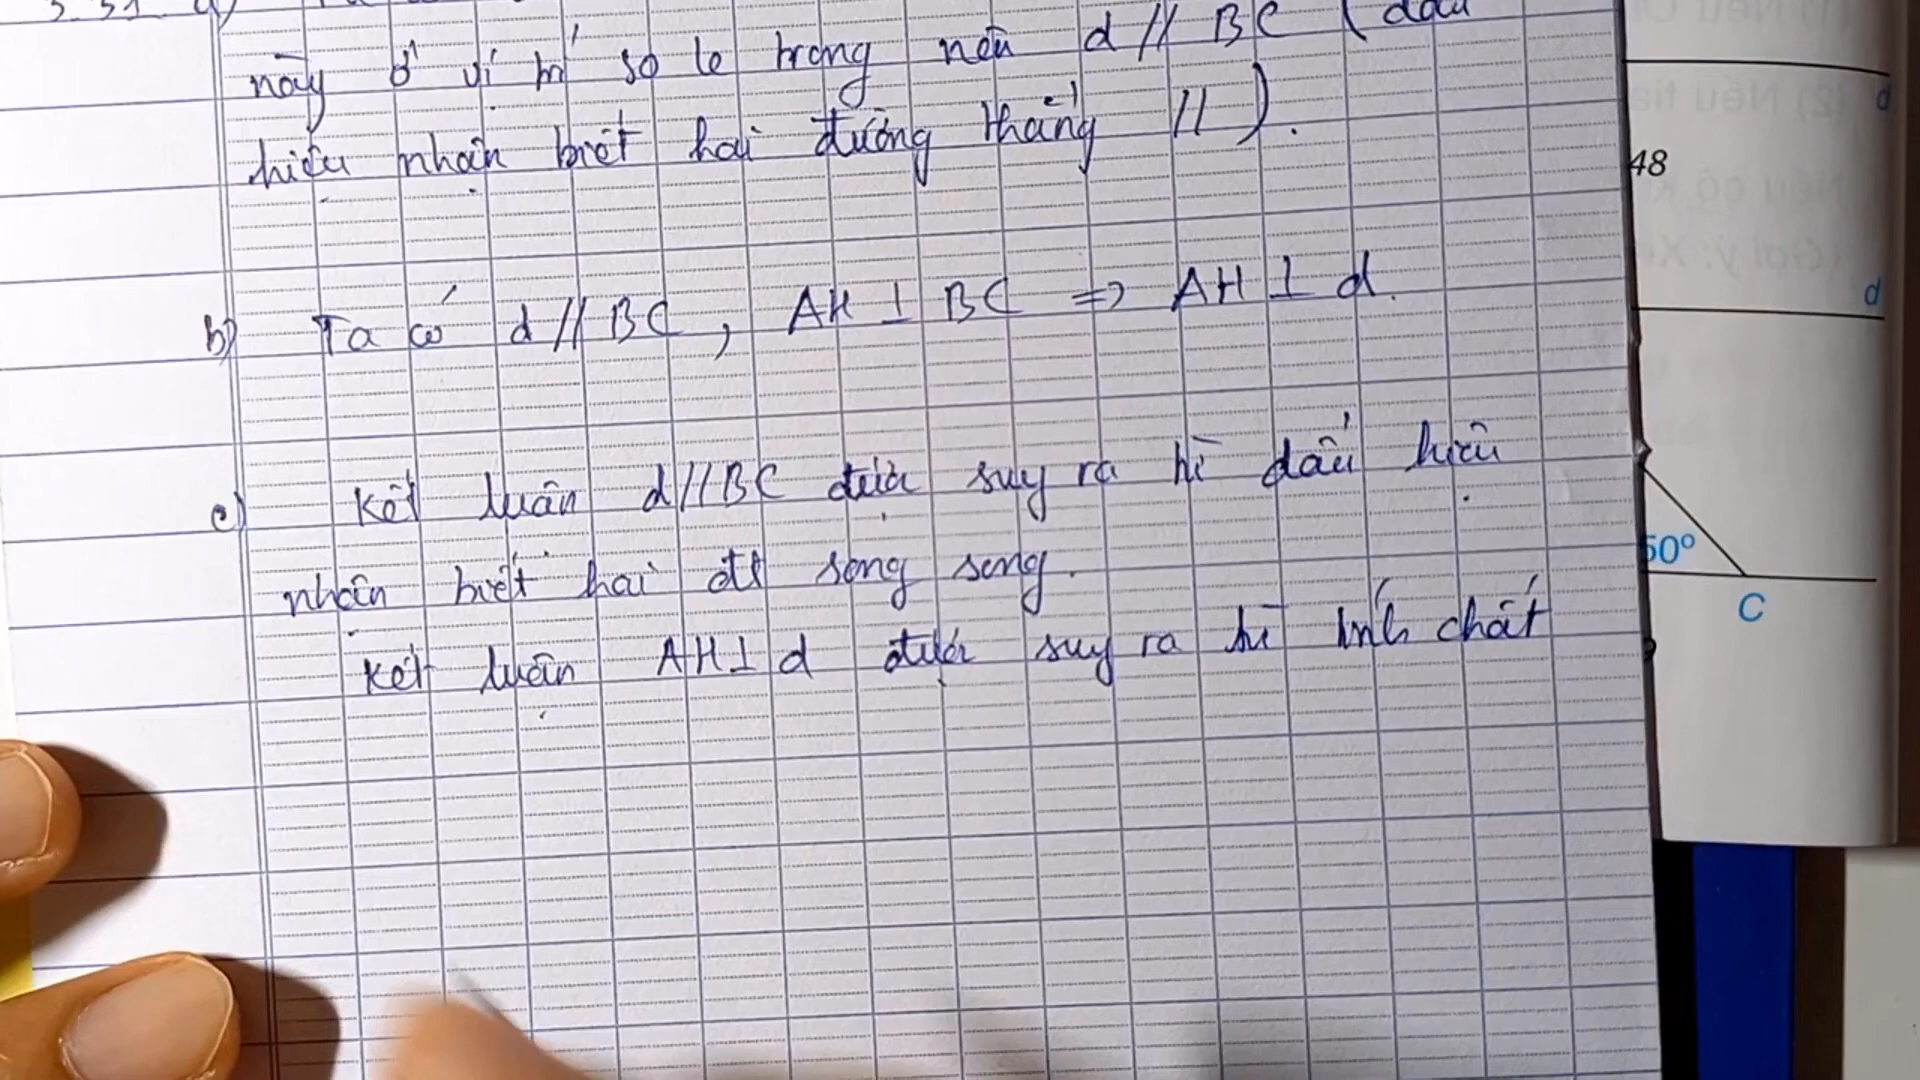 3.31 a)
này ở vị trí so le trong nên d // BC ( dấu
hiệu nhận biết hai đường thẳng // ).
b) Ta có d // BC , AH ⊥ BC => AH ⊥ d.
c) Kết luận d // BC được suy ra từ dấu hiệu
nhận biết hai đt song song.
Kết luận AH ⊥ d được suy ra từ tính chất
d
48
d
50°
C